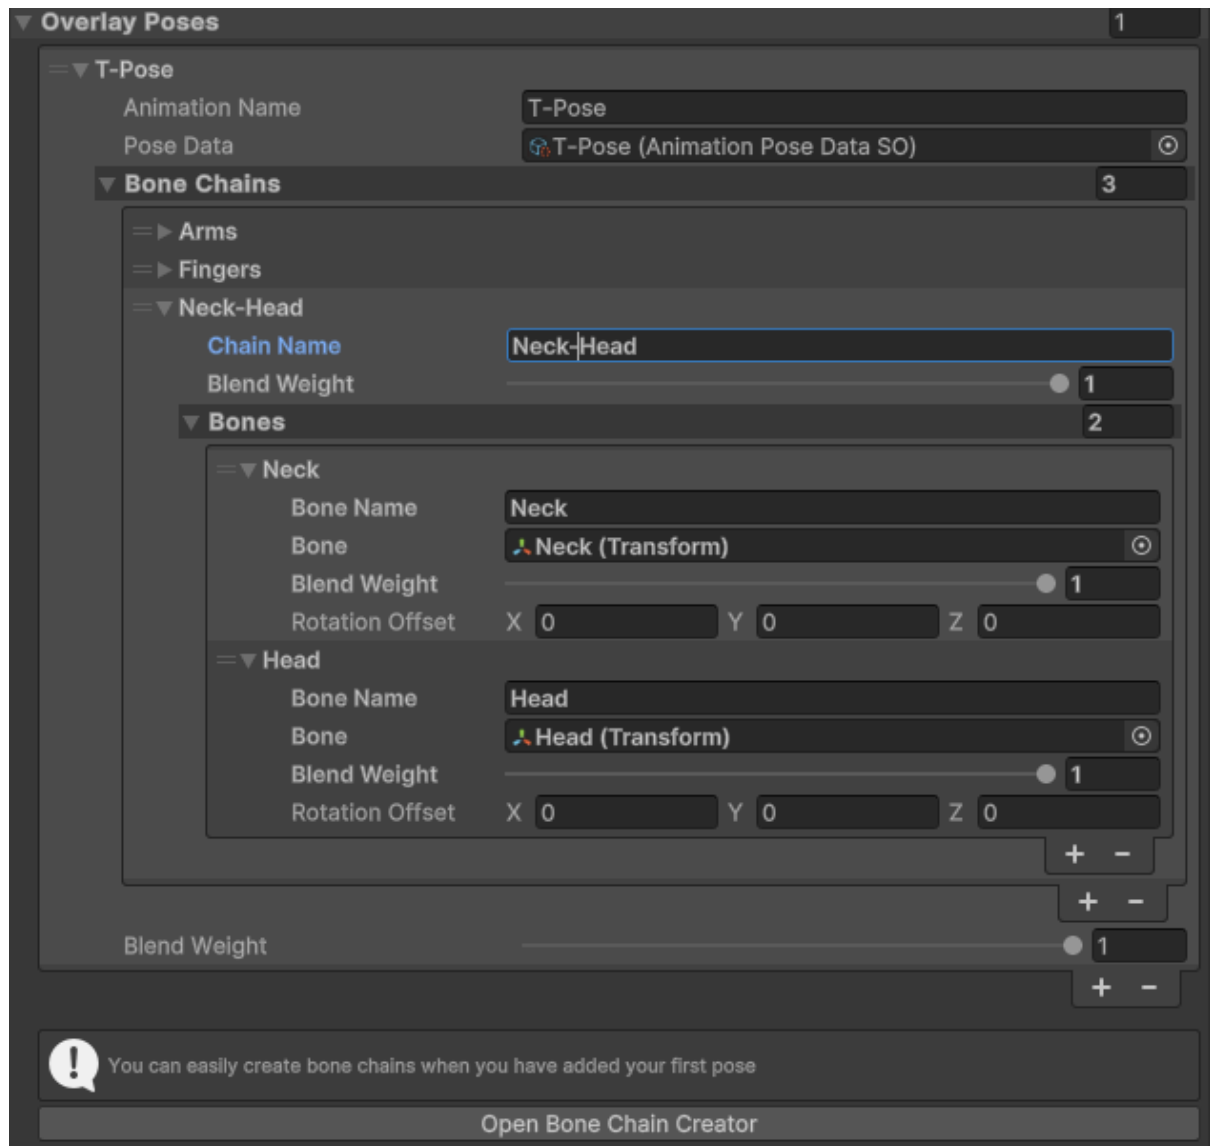 Overlay Poses 1
T-Pose
Animation Name T-Pose
Pose Data T-Pose (Animation Pose Data SO)
Bone Chains 3
Arms
Fingers
Neck-Head
Chain Name Neck-Head
Blend Weight 1
Bones 2
Neck
Bone Name Neck
Bone Neck (Transform)
Blend Weight 1
Rotation Offset X 0 Y 0 Z 0
Head
Bone Name Head
Bone Head (Transform)
Blend Weight 1
Rotation Offset X 0 Y 0 Z 0
+ −
+ −
Blend Weight 1
+ −
! You can easily create bone chains when you have added your first pose
Open Bone Chain Creator